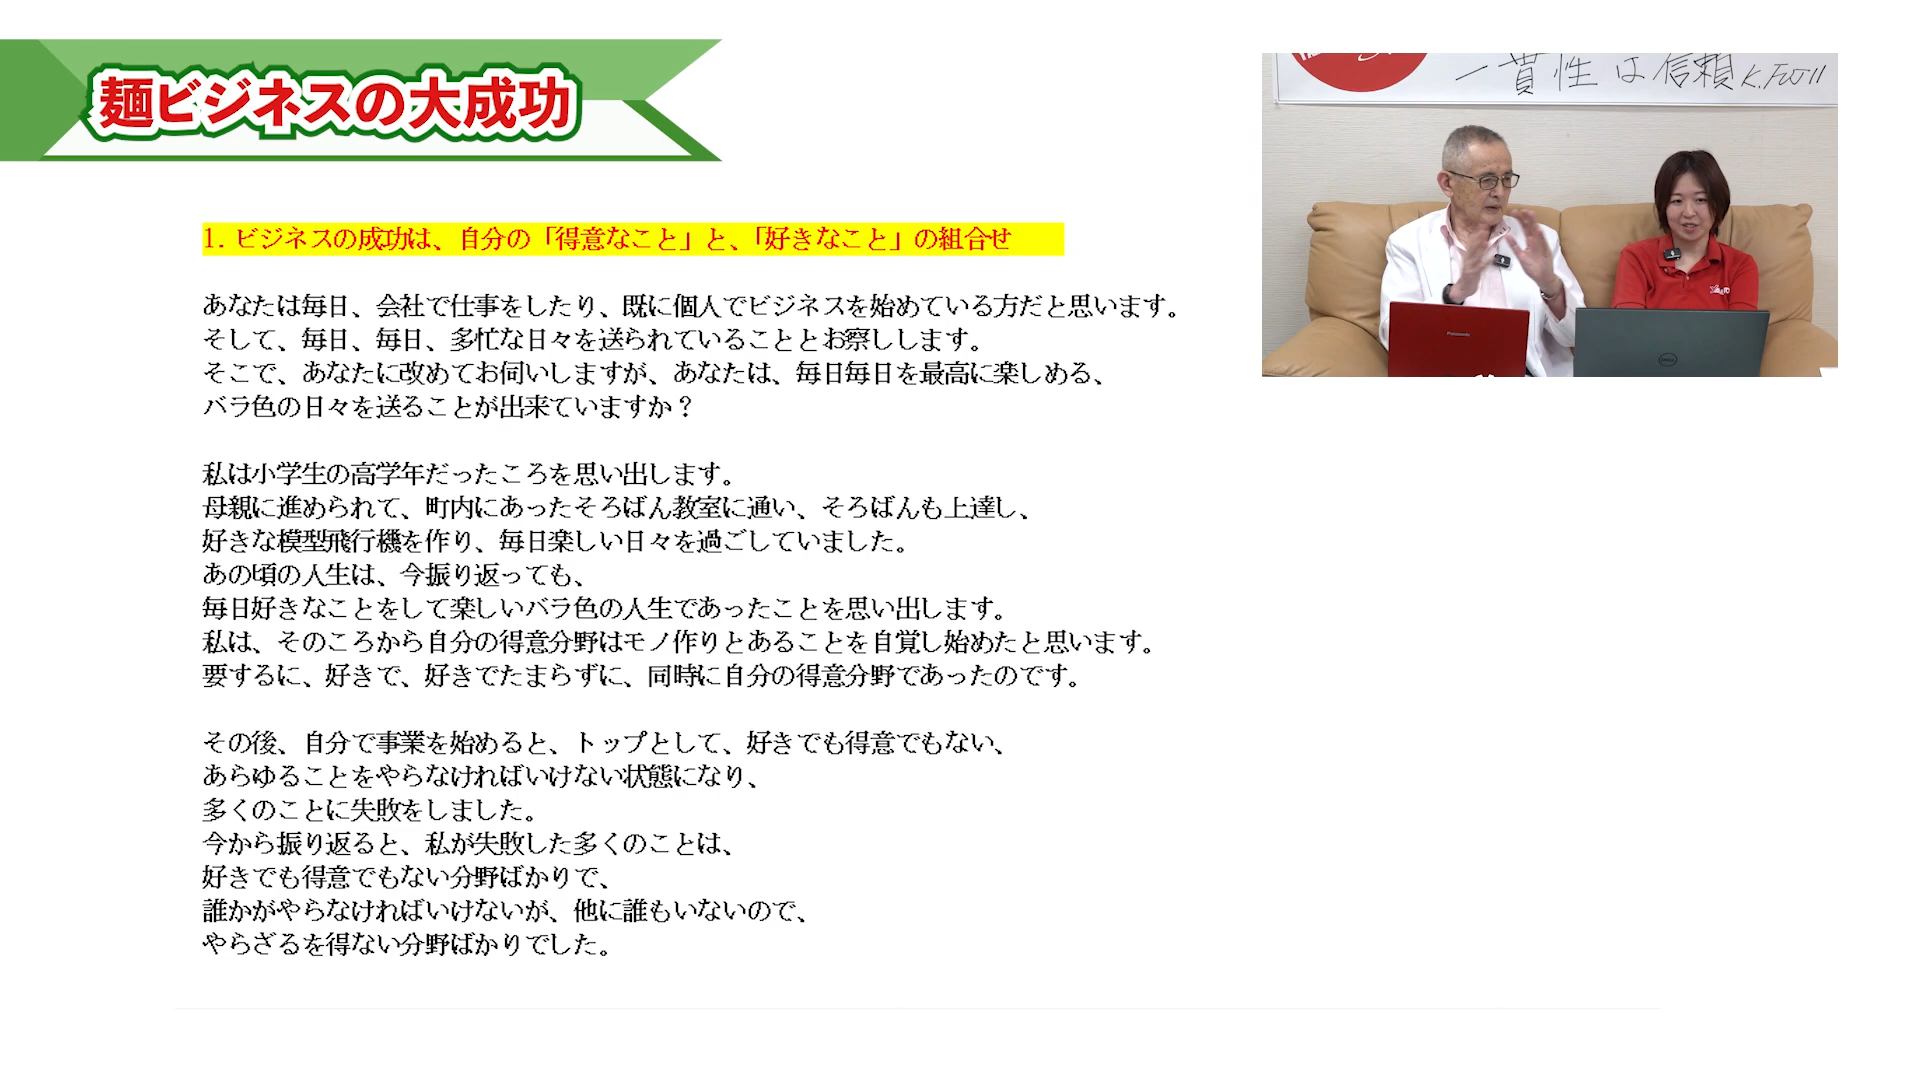 麺ビジネスの大成功
一貫性は信頼 K.FUJII
1. ビジネスの成功は、自分の「得意なこと」と、「好きなこと」の組合せ
あなたは毎日、会社で仕事をしたり、既に個人でビジネスを始めている方だと思います。
そして、毎日、毎日、多忙な日々を送られていることとお察しします。
そこで、あなたに改めてお伺いしますが、あなたは、毎日毎日を最高に楽しめる、
バラ色の日々を送ることが出来ていますか？
私は小学生の高学年だったころを思い出します。
母親に進められて、町内にあったそろばん教室に通い、そろばんも上達し、
好きな模型飛行機を作り、毎日楽しい日々を過ごしていました。
あの頃の人生は、今振り返っても、
毎日好きなことをして楽しいバラ色の人生であったことを思い出します。
私は、そのころから自分の得意分野はモノ作りとあることを自覚し始めたと思います。
要するに、好きで、好きでたまらずに、同時に自分の得意分野であったのです。
その後、自分で事業を始めると、トップとして、好きでも得意でもない、
あらゆることをやらなければいけない状態になり、
多くのことに失敗をしました。
今から振り返ると、私が失敗した多くのことは、
好きでも得意でもない分野ばかりで、
誰かがやらなければいけないが、他に誰もいないので、
やらざるを得ない分野ばかりでした。
Panasonic
DELL